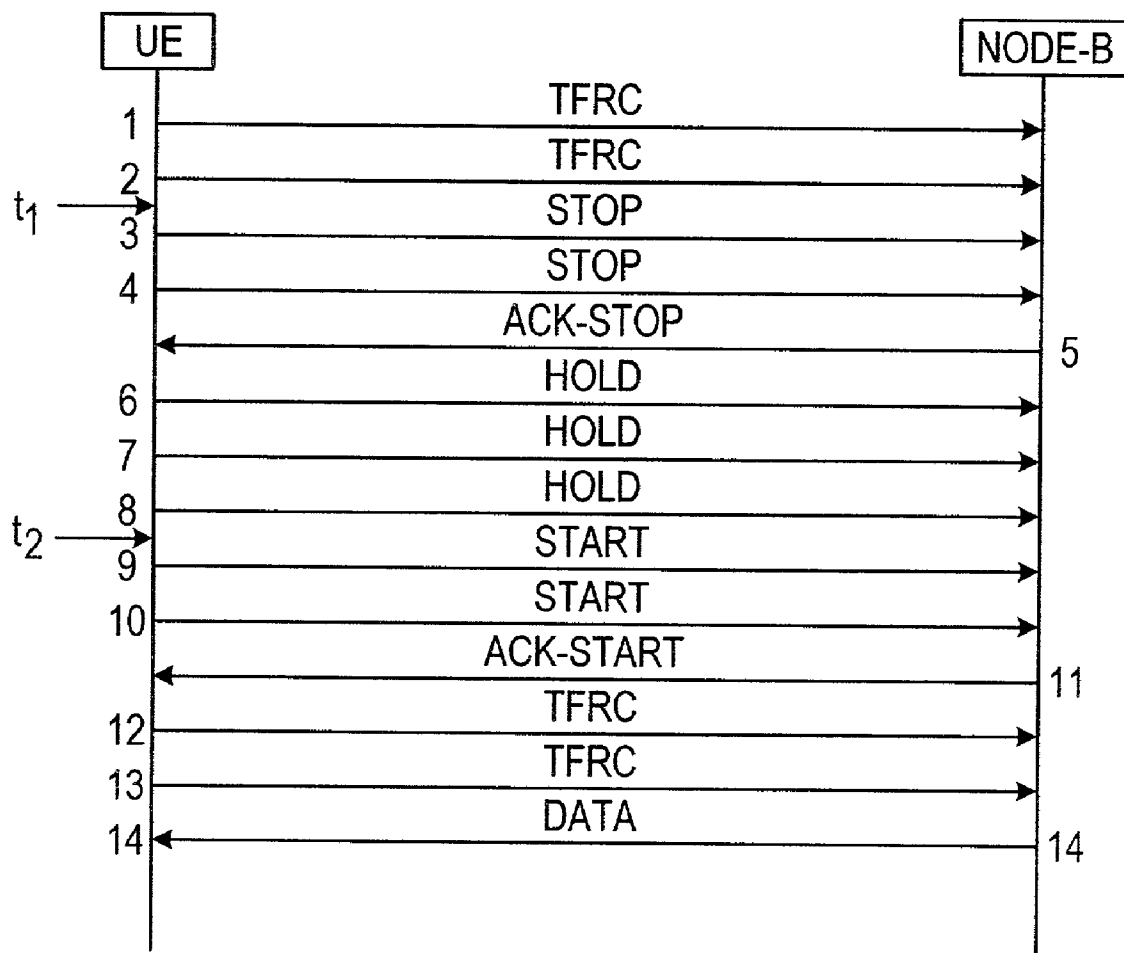 UE
NODE-B
TFRC
1
TFRC
2
t1
STOP
3
STOP
4
ACK-STOP
5
HOLD
6
HOLD
7
HOLD
8
t2
START
9
START
10
ACK-START
11
TFRC
12
TFRC
13
DATA
14
14